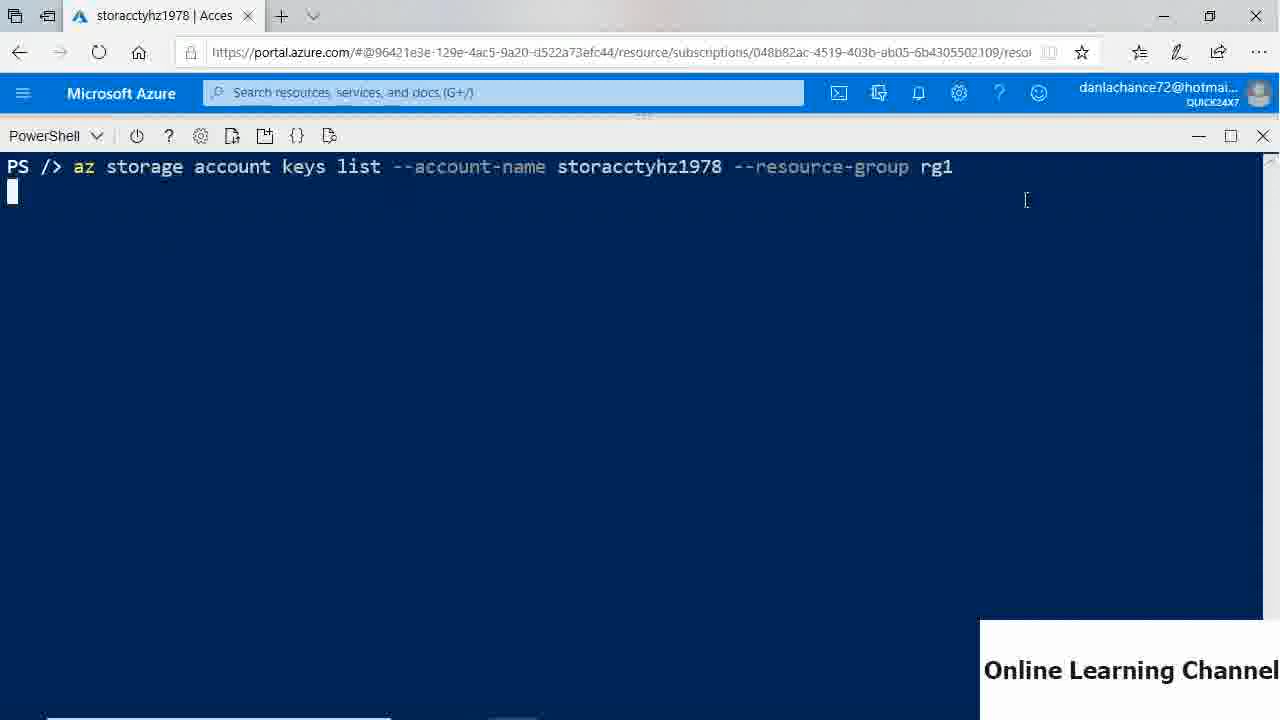 storacctyhz1978 | Acces
https://portal.azure.com/#@96421e3e-129e-4ac5-9a20-d522a73efc44/resource/subscriptions/048b82ac-4519-403b-ab05-6b4305502109/resou
Microsoft Azure
Search resources, services, and docs (G+/)
danlachance72@hotmai...
QUICK24X7
PowerShell
PS /> az storage account keys list --account-name storacctyhz1978 --resource-group rg1
Online Learning Channel